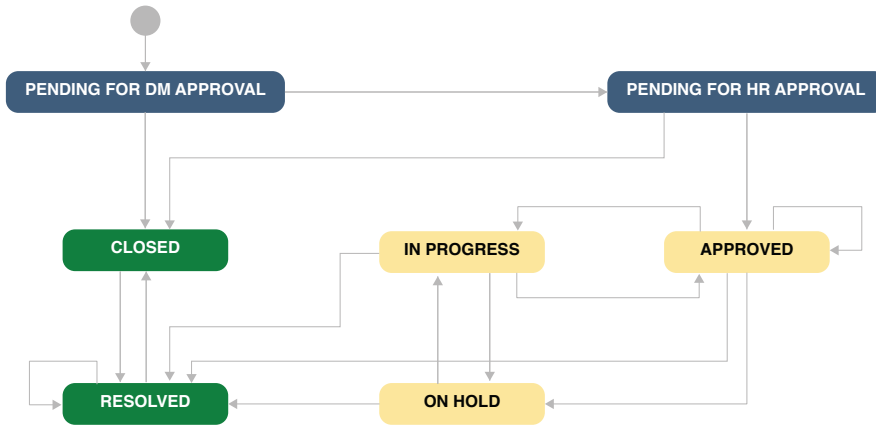 PENDING FOR DM APPROVAL
PENDING FOR HR APPROVAL
CLOSED
IN PROGRESS
APPROVED
RESOLVED
ON HOLD